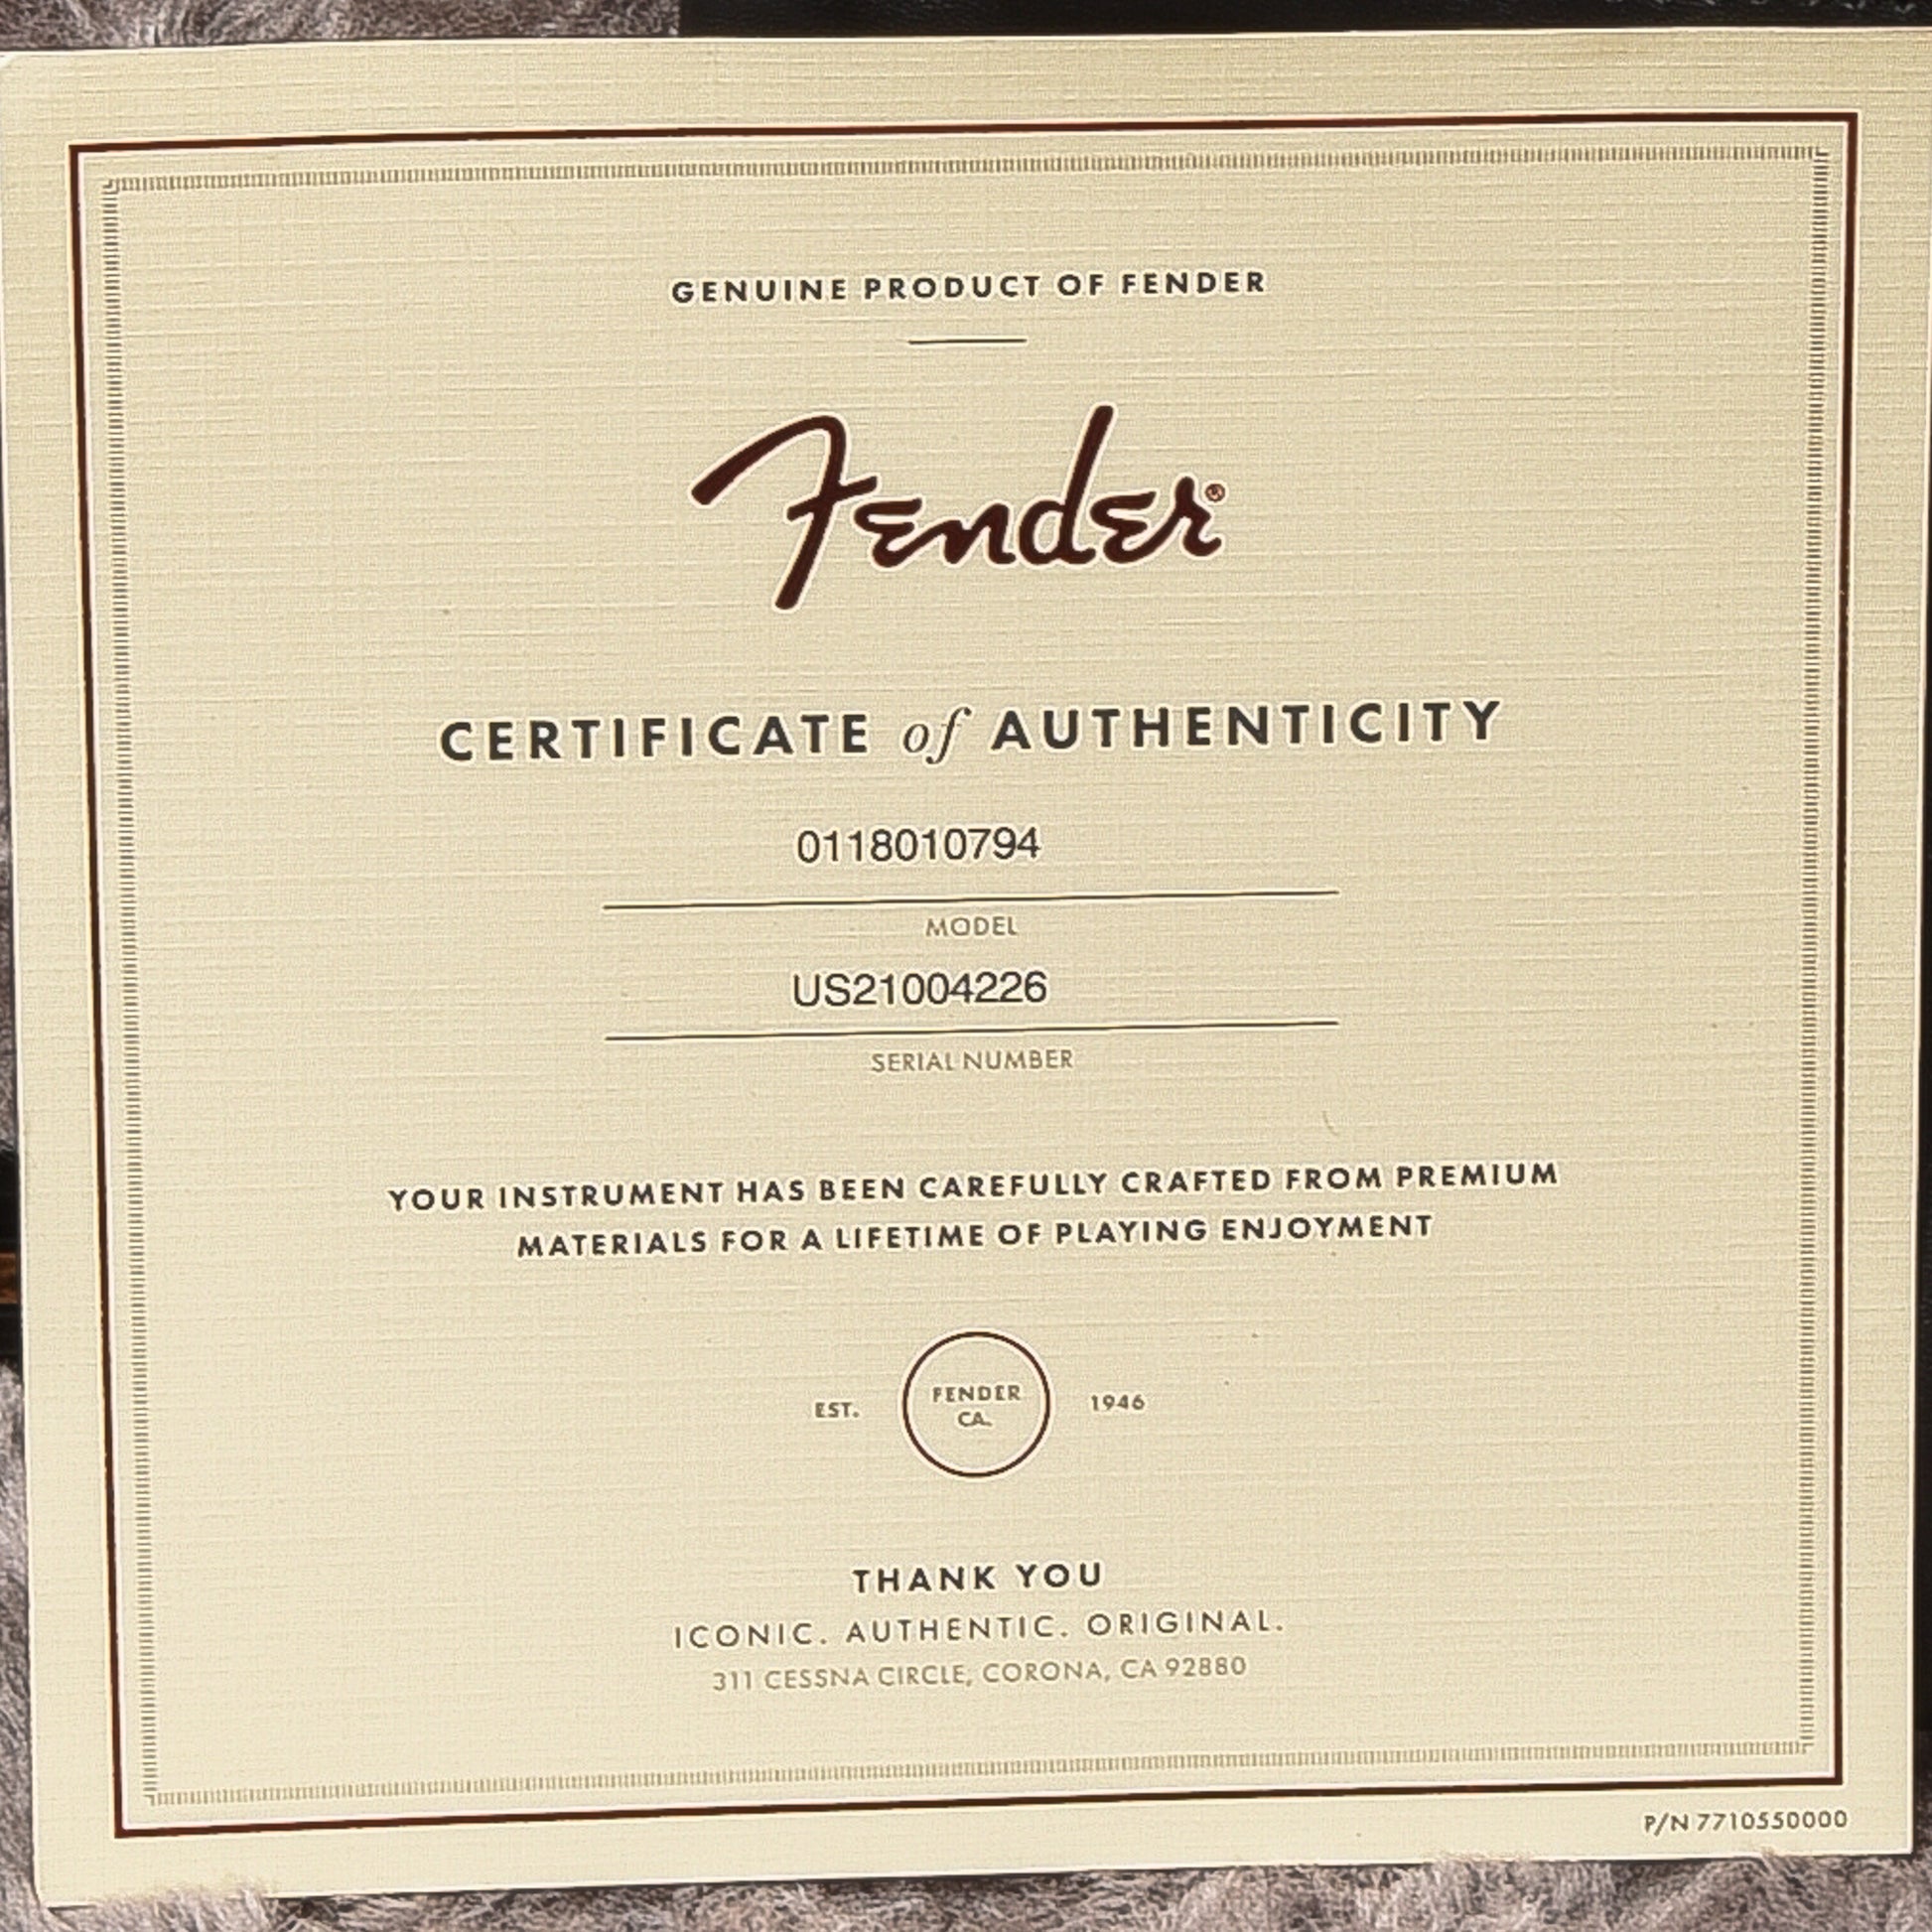 GENUINE PRODUCT OF FENDER
Fender®
CERTIFICATE of AUTHENTICITY
0118010794
MODEL
US21004226
SERIAL NUMBER
YOUR INSTRUMENT HAS BEEN CAREFULLY CRAFTED FROM PREMIUM
MATERIALS FOR A LIFETIME OF PLAYING ENJOYMENT
EST. FENDER CA. 1946
THANK YOU
ICONIC. AUTHENTIC. ORIGINAL.
311 CESSNA CIRCLE, CORONA, CA 92880
P/N 7710550000